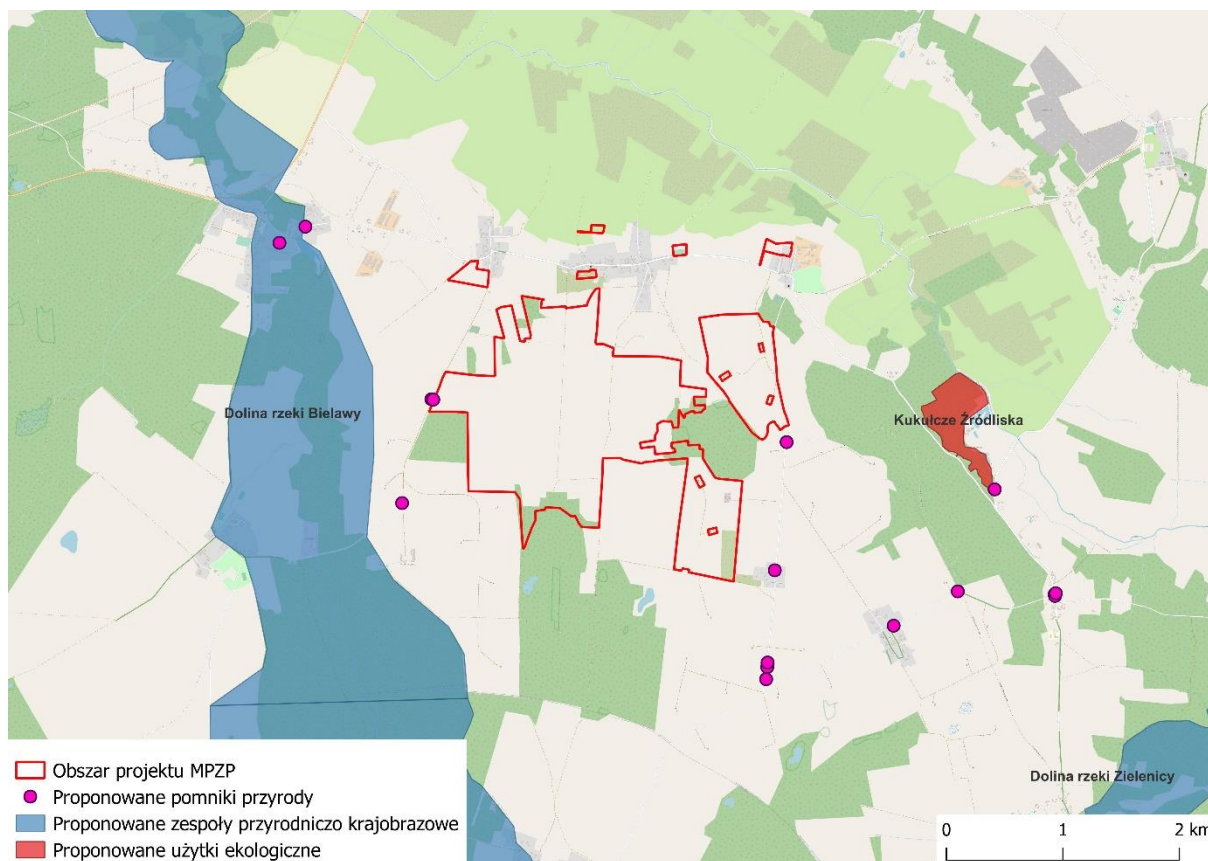 Dolina rzeki Bielawy
Kukułcze Źródliska
Dolina rzeki Zielenicy
Obszar projektu MPZP
Proponowane pomniki przyrody
Proponowane zespoły przyrodniczo krajobrazowe
Proponowane użytki ekologiczne
0 1 2 km